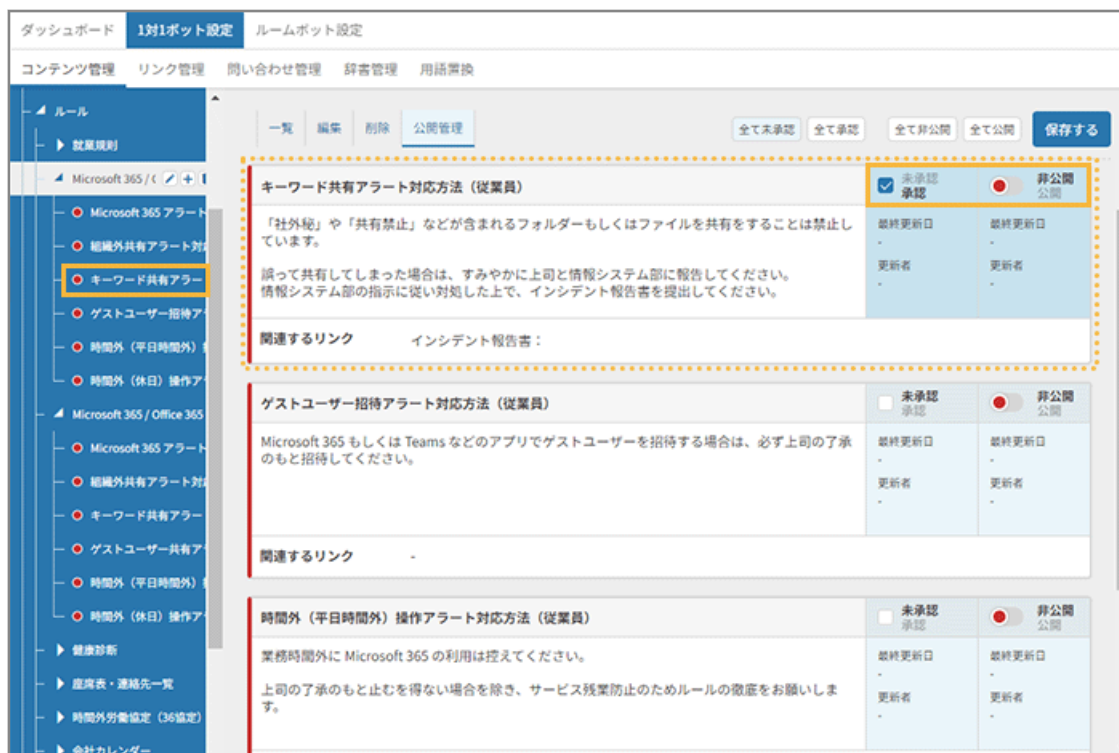 ダッシュボード 1対1ボット設定 ルームボット設定
コンテンツ管理 リンク管理 問い合わせ管理 辞書管理 用語置換
ルール
就業規則
Microsoft 365 / (
Microsoft 365 アラート
組織外共有アラート対
キーワード共有アラー
ゲストユーザー招待ア
時間外（平日時間外）
時間外（休日）操作ア
Microsoft 365 / Office 365
Microsoft 365 アラート
組織外共有アラート対
キーワード共有アラー
ゲストユーザー共有ア
時間外（平日時間外）
時間外（休日）操作ア
健康診断
座席表・連絡先一覧
時間外労働協定（36協定）
会社カレンダー
一覧 編集 削除 公開管理
全て未承認 全て承認 全て非公開 全て公開 保存する
キーワード共有アラート対応方法（従業員）
未承認
承認
非公開
公開
「社外秘」や「共有禁止」などが含まれるフォルダーもしくはファイルを共有をすることは禁止し
ています。
誤って共有してしまった場合は、すみやかに上司と情報システム部に報告してください。
情報システム部の指示に従い対処した上で、インシデント報告書を提出してください。
最終更新日 最終更新日
- -
更新者 更新者
- -
関連するリンク インシデント報告書：
ゲストユーザー招待アラート対応方法（従業員）
未承認
承認
非公開
公開
Microsoft 365 もしくは Teams などのアプリでゲストユーザーを招待する場合は、必ず上司の了承
のもと招待してください。
最終更新日 最終更新日
- -
更新者 更新者
- -
関連するリンク -
時間外（平日時間外）操作アラート対応方法（従業員）
未承認
承認
非公開
公開
業務時間外に Microsoft 365 の利用は控えてください。
上司の了承のもと止むを得ない場合を除き、サービス残業防止のためルールの徹底をお願いしま
す。
最終更新日 最終更新日
- -
更新者 更新者
- -